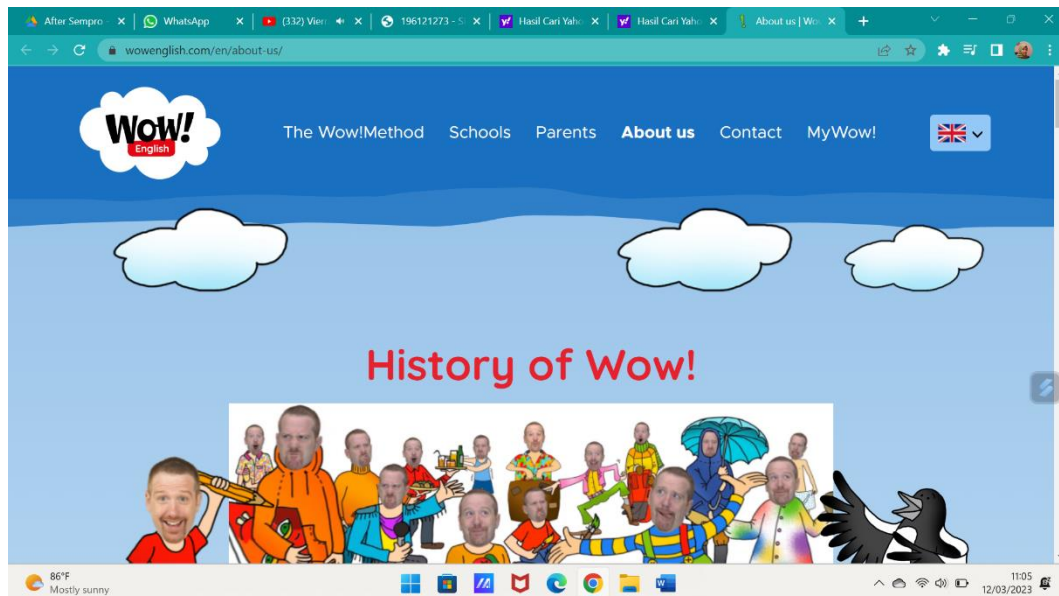 After Sempro -
WhatsApp
(332) Vier
196121273 - S
Hasil Cari Yaho
Hasil Cari Yaho
About us | Wo
wowenglish.com/en/about-us/
Wow!
English
The Wow!Method
Schools
Parents
About us
Contact
MyWow!
History of Wow!
86°F
Mostly sunny
11:05
12/03/2023